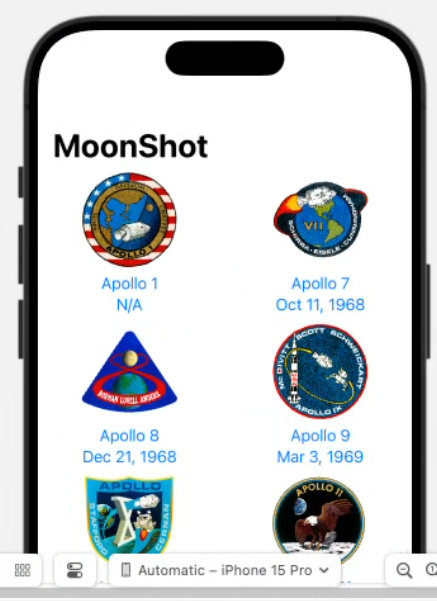 MoonShot
APOLLO 1
VII
SCHIRRA·EISELE·CUNNINGHAM
Apollo 1
Apollo 7
N/A
Oct 11, 1968
BORMAN LOVELL ANDERS
McDIVITT SCOTT SCHWEICKART
APOLLO IX
Apollo 8
Apollo 9
Dec 21, 1968
Mar 3, 1969
APOLLO
STAFFORD
CERNAN
APOLLO 11
Automatic – iPhone 15 Pro